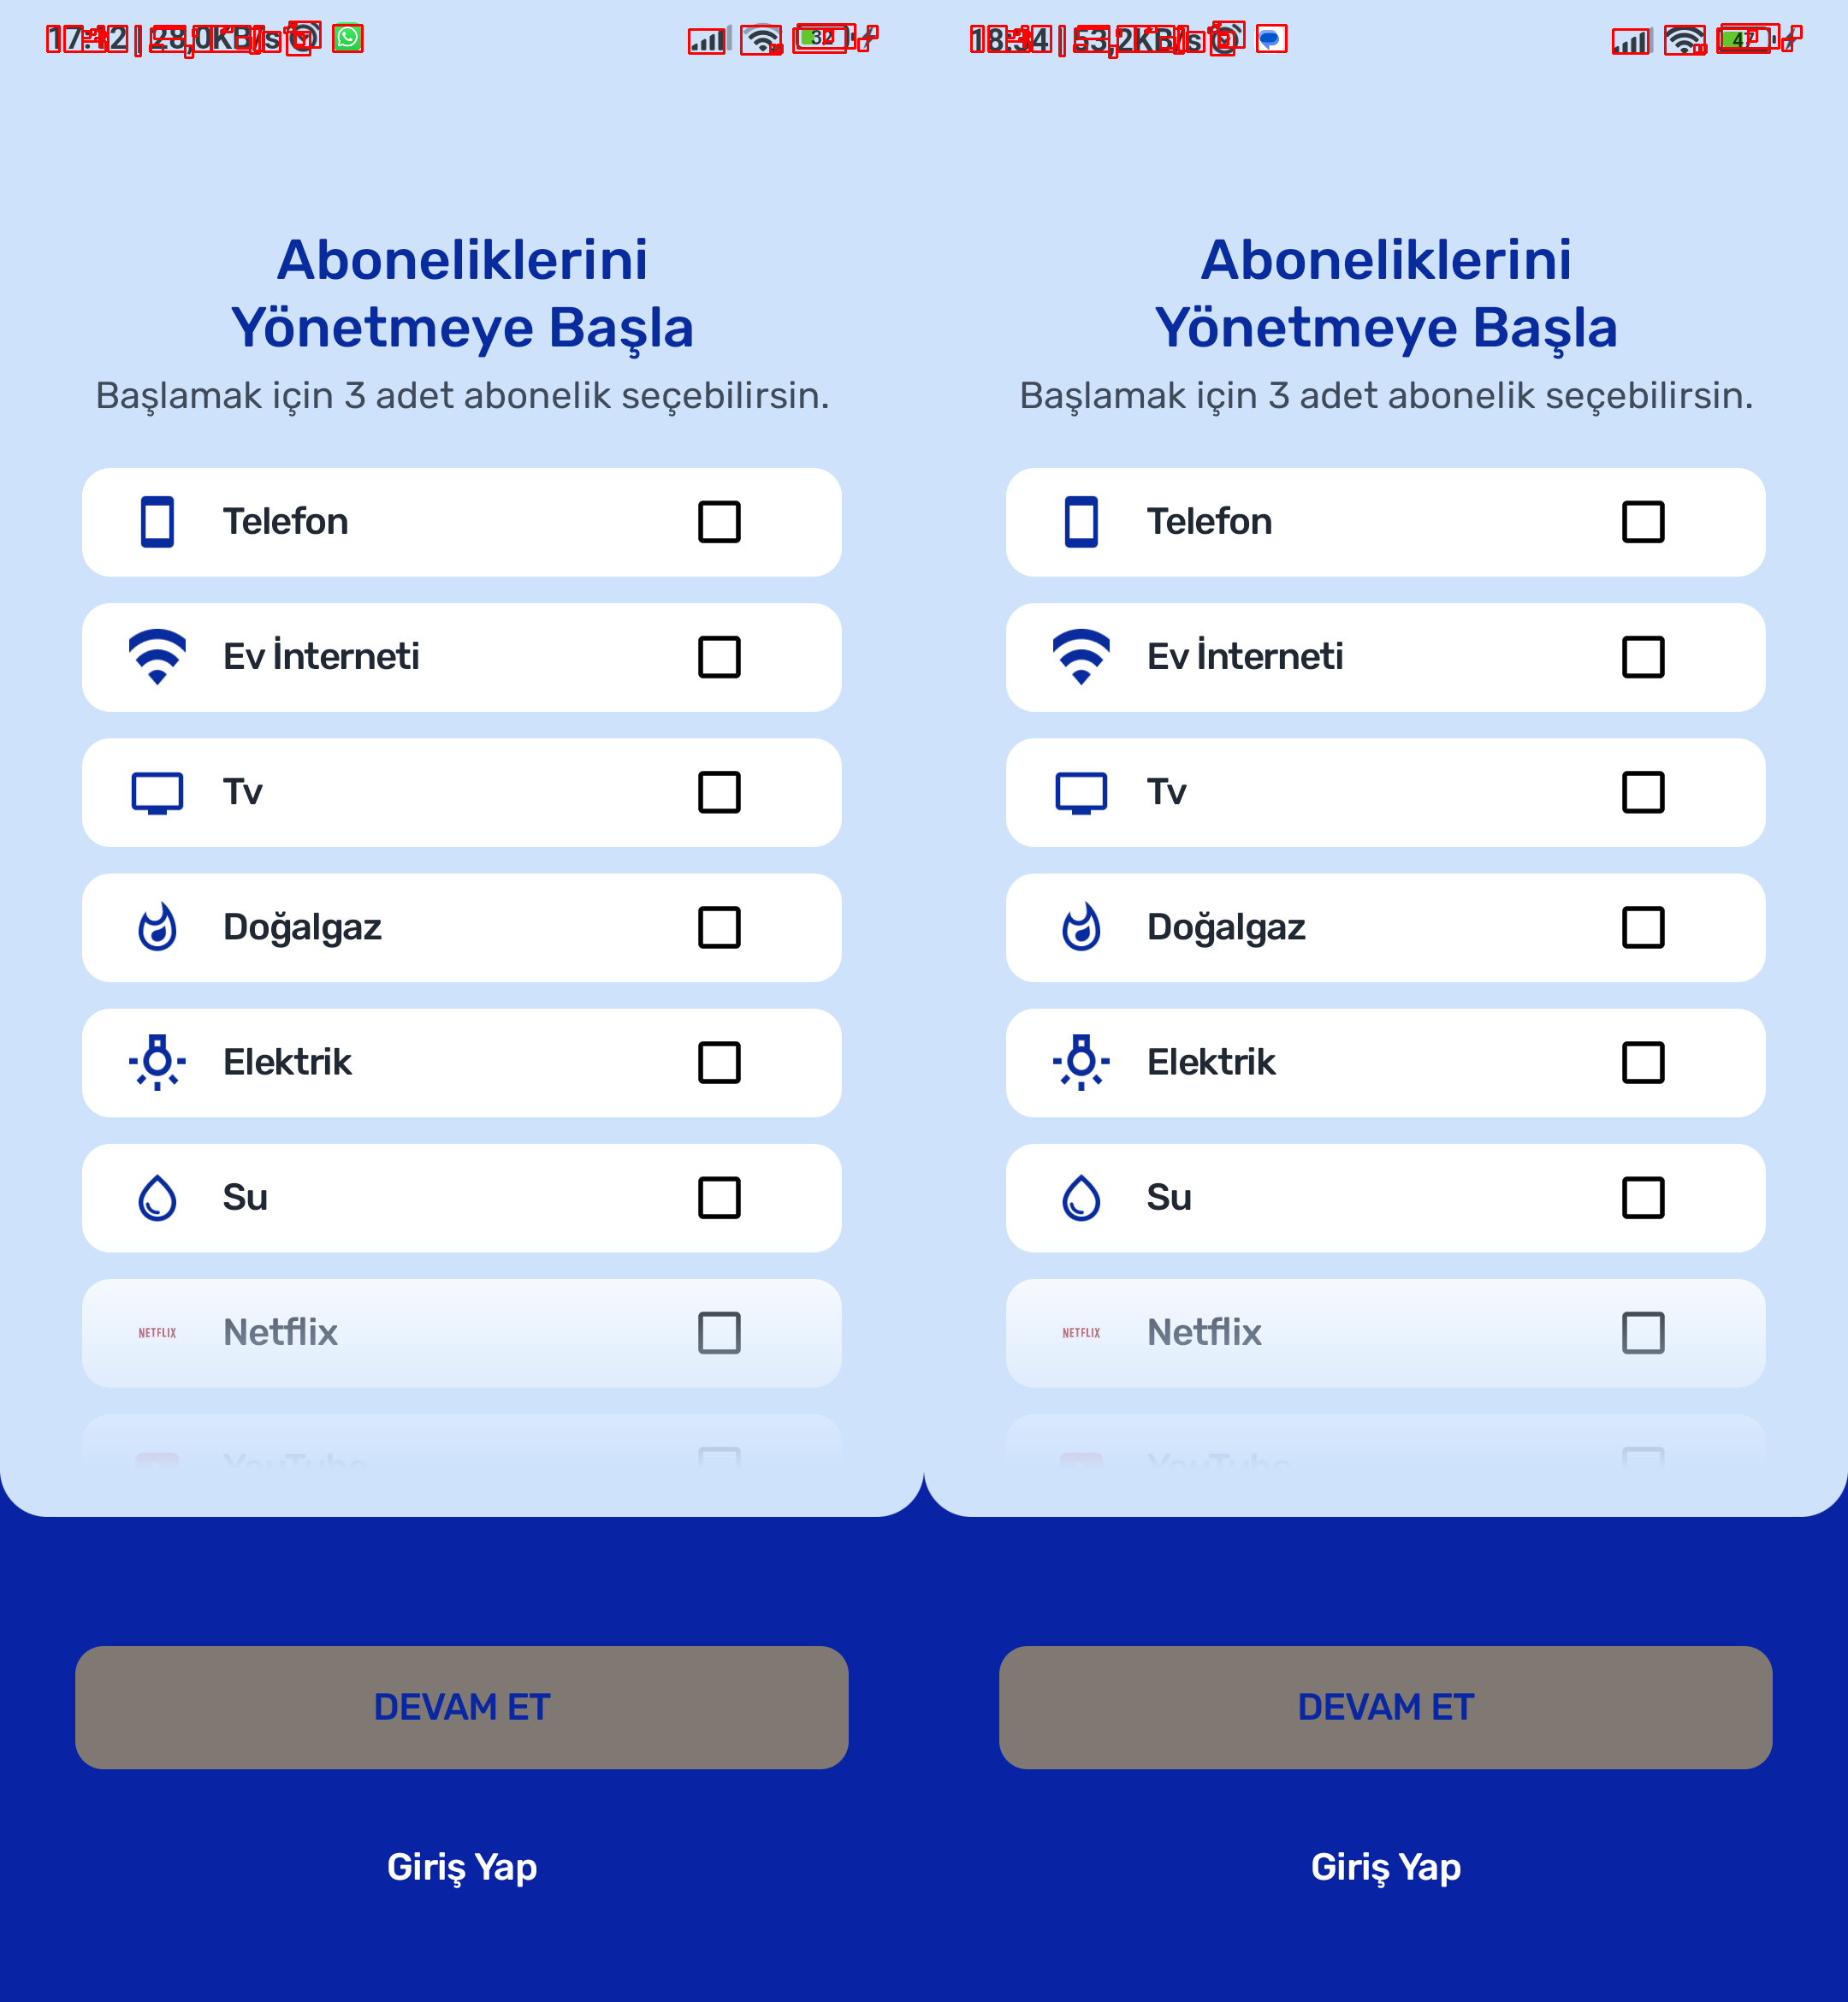 17:42 | 28,0KB/s
32
Aboneliklerini
Yönetmeye Başla
Başlamak için 3 adet abonelik seçebilirsin.
Telefon
Ev İnterneti
Tv
Doğalgaz
Elektrik
Su
NETFLIX Netflix
YouTube
DEVAM ET
Giriş Yap
18:34 | 53,2KB/s
47
Aboneliklerini
Yönetmeye Başla
Başlamak için 3 adet abonelik seçebilirsin.
Telefon
Ev İnterneti
Tv
Doğalgaz
Elektrik
Su
NETFLIX Netflix
YouTube
DEVAM ET
Giriş Yap